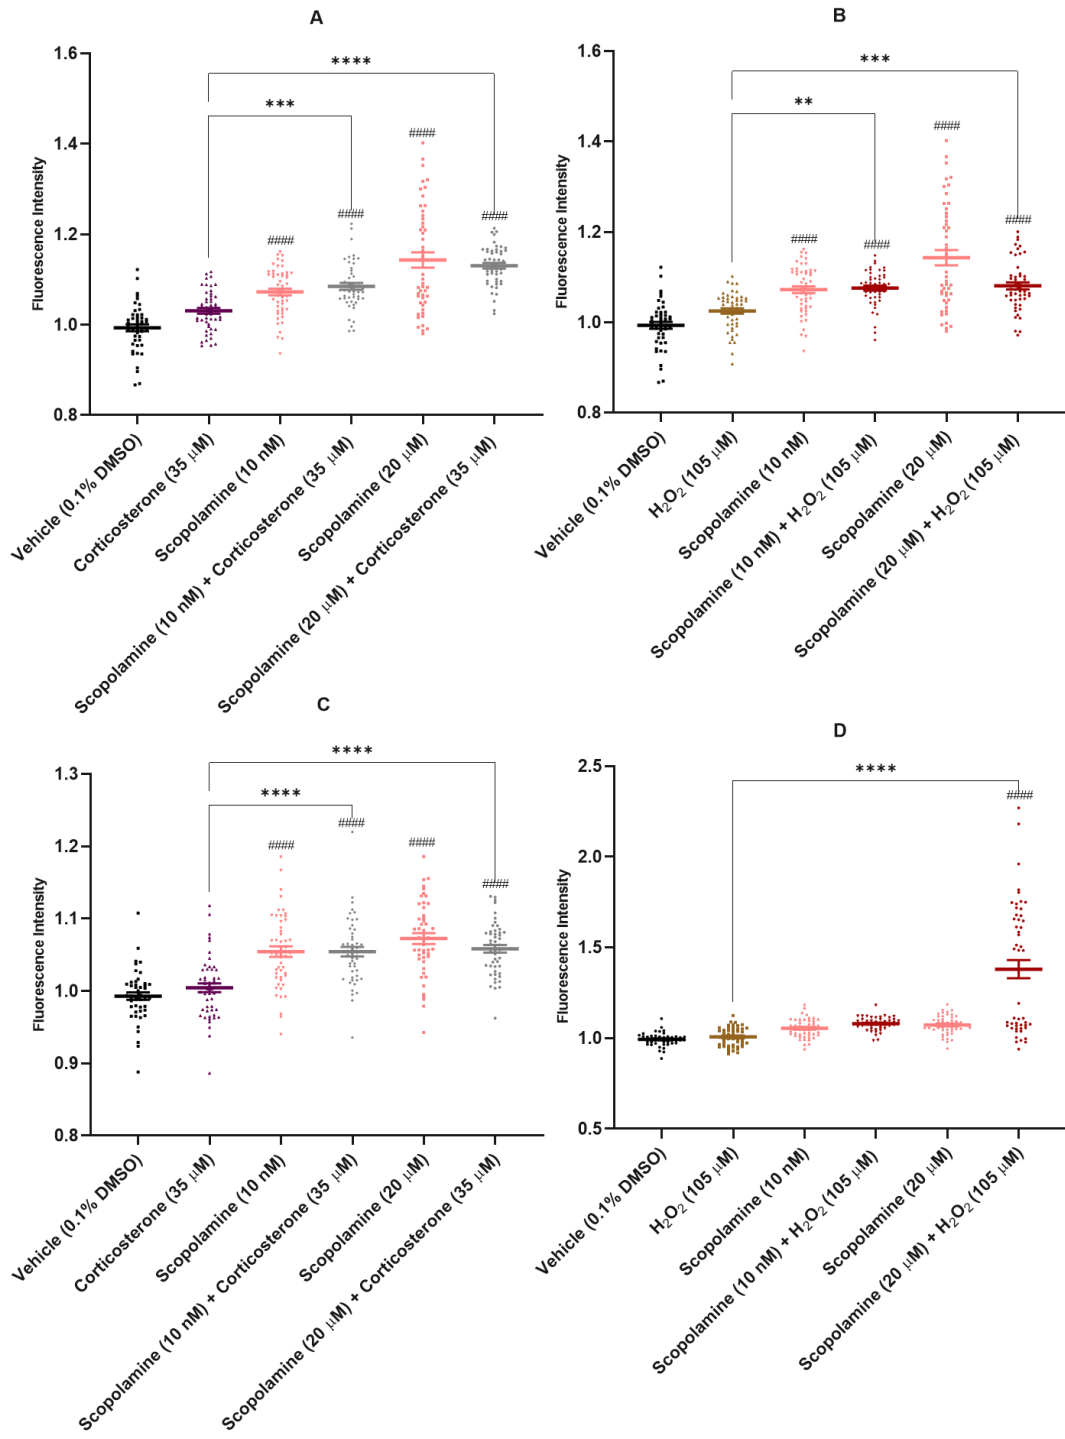 A
1.6
1.4
1.2
1.0
0.8
Fluorescence Intensity
****
***
####
####
####
####
Vehicle (0.1% DMSO)
Corticosterone (35 μM)
Scopolamine (10 nM)
Scopolamine (10 nM) + Corticosterone (35 μM)
Scopolamine (20 μM)
Scopolamine (20 μM) + Corticosterone (35 μM)
B
1.6
1.4
1.2
1.0
0.8
Fluorescence Intensity
***
**
####
####
####
####
Vehicle (0.1% DMSO)
H₂O₂ (105 μM)
Scopolamine (10 nM)
Scopolamine (10 nM) + H₂O₂ (105 μM)
Scopolamine (20 μM)
Scopolamine (20 μM) + H₂O₂ (105 μM)
C
1.3
1.2
1.1
1.0
0.9
0.8
Fluorescence Intensity
****
****
####
####
####
####
Vehicle (0.1% DMSO)
Corticosterone (35 μM)
Scopolamine (10 nM)
Scopolamine (10 nM) + Corticosterone (35 μM)
Scopolamine (20 μM)
Scopolamine (20 μM) + Corticosterone (35 μM)
D
2.5
2.0
1.5
1.0
0.5
Fluorescence Intensity
****
####
Vehicle (0.1% DMSO)
H₂O₂ (105 μM)
Scopolamine (10 nM)
Scopolamine (10 nM) + H₂O₂ (105 μM)
Scopolamine (20 μM)
Scopolamine (20 μM) + H₂O₂ (105 μM)